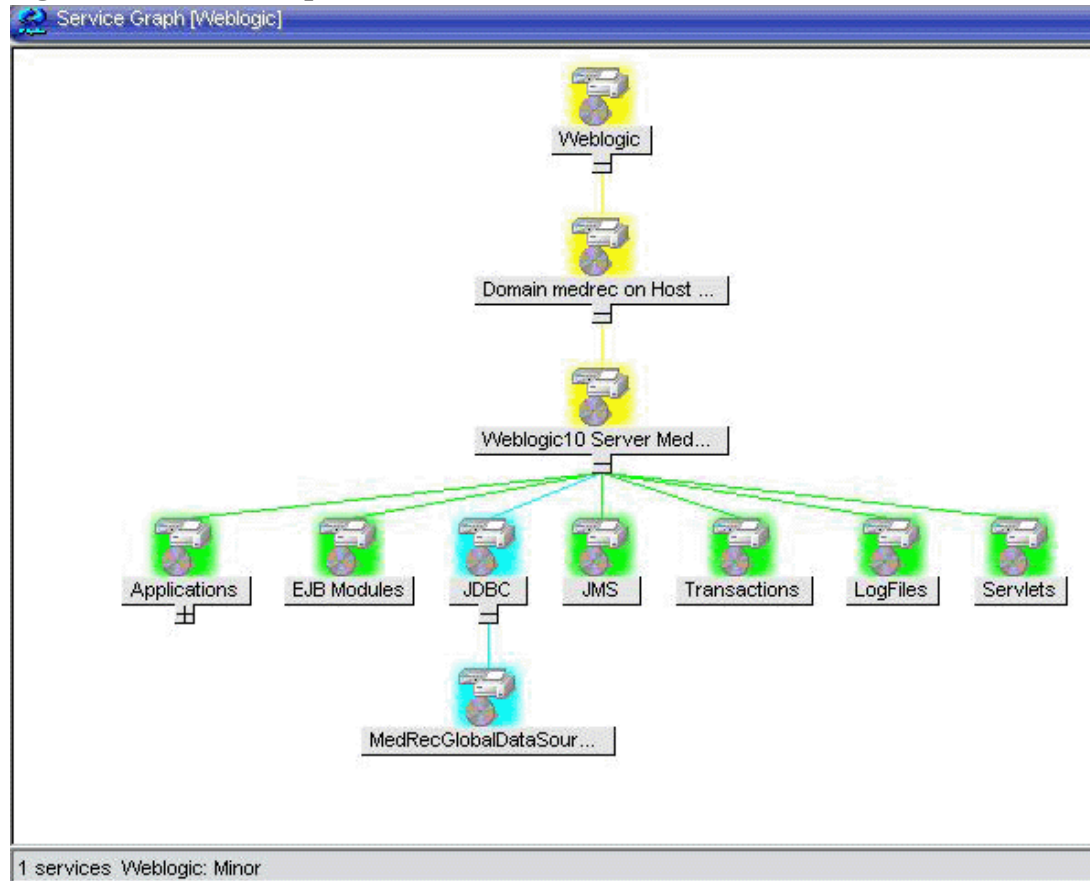 Service Graph [Weblogic]
Weblogic
Domain medrec on Host ...
Weblogic10 Server Med...
Applications
EJB Modules
JDBC
JMS
Transactions
LogFiles
Servlets
MedRecGlobalDataSour...
1 services Weblogic: Minor